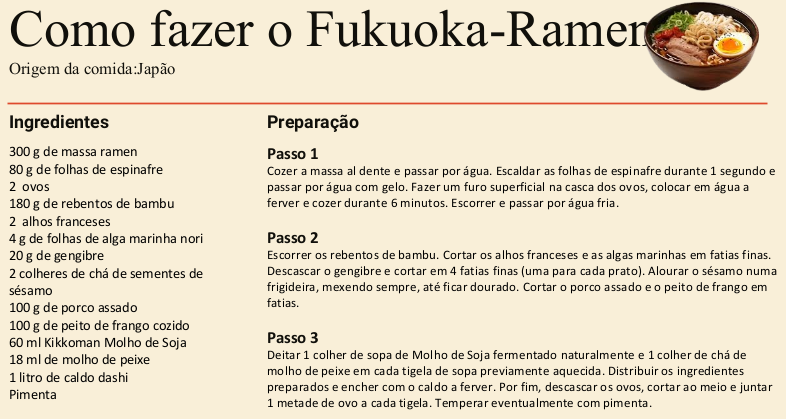 Como fazer o Fukuoka-Ramen
Origem da comida:Japão
Ingredientes
300 g de massa ramen
80 g de folhas de espinafre
2 ovos
180 g de rebentos de bambu
2 alhos franceses
4 g de folhas de alga marinha nori
20 g de gengibre
2 colheres de chá de sementes de
sésamo
100 g de porco assado
100 g de peito de frango cozido
60 ml Kikkoman Molho de Soja
18 ml de molho de peixe
1 litro de caldo dashi
Pimenta
Preparação
Passo 1
Cozer a massa al dente e passar por água. Escaldar as folhas de espinafre durante 1 segundo e
passar por água com gelo. Fazer um furo superficial na casca dos ovos, colocar em água a
ferver e cozer durante 6 minutos. Escorrer e passar por água fria.
Passo 2
Escorrer os rebentos de bambu. Cortar os alhos franceses e as algas marinhas em fatias finas.
Descascar o gengibre e cortar em 4 fatias finas (uma para cada prato). Alourar o sésamo numa
frigideira, mexendo sempre, até ficar dourado. Cortar o porco assado e o peito de frango em
fatias.
Passo 3
Deitar 1 colher de sopa de Molho de Soja fermentado naturalmente e 1 colher de chá de
molho de peixe em cada tigela de sopa previamente aquecida. Distribuir os ingredientes
preparados e encher com o caldo a ferver. Por fim, descascar os ovos, cortar ao meio e juntar
1 metade de ovo a cada tigela. Temperar eventualmente com pimenta.